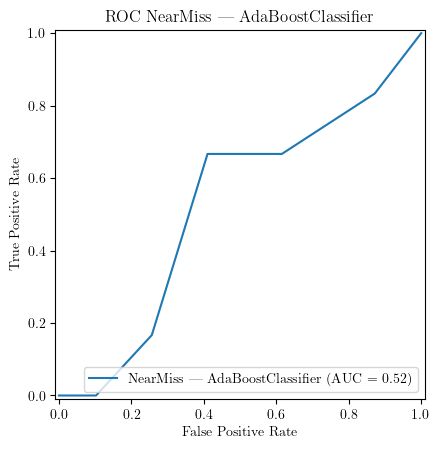 ROC NearMiss — AdaBoostClassifier
True Positive Rate
1.0
0.8
0.6
0.4
0.2
0.0
NearMiss — AdaBoostClassifier (AUC = 0.52)
0.0 0.2 0.4 0.6 0.8 1.0
False Positive Rate